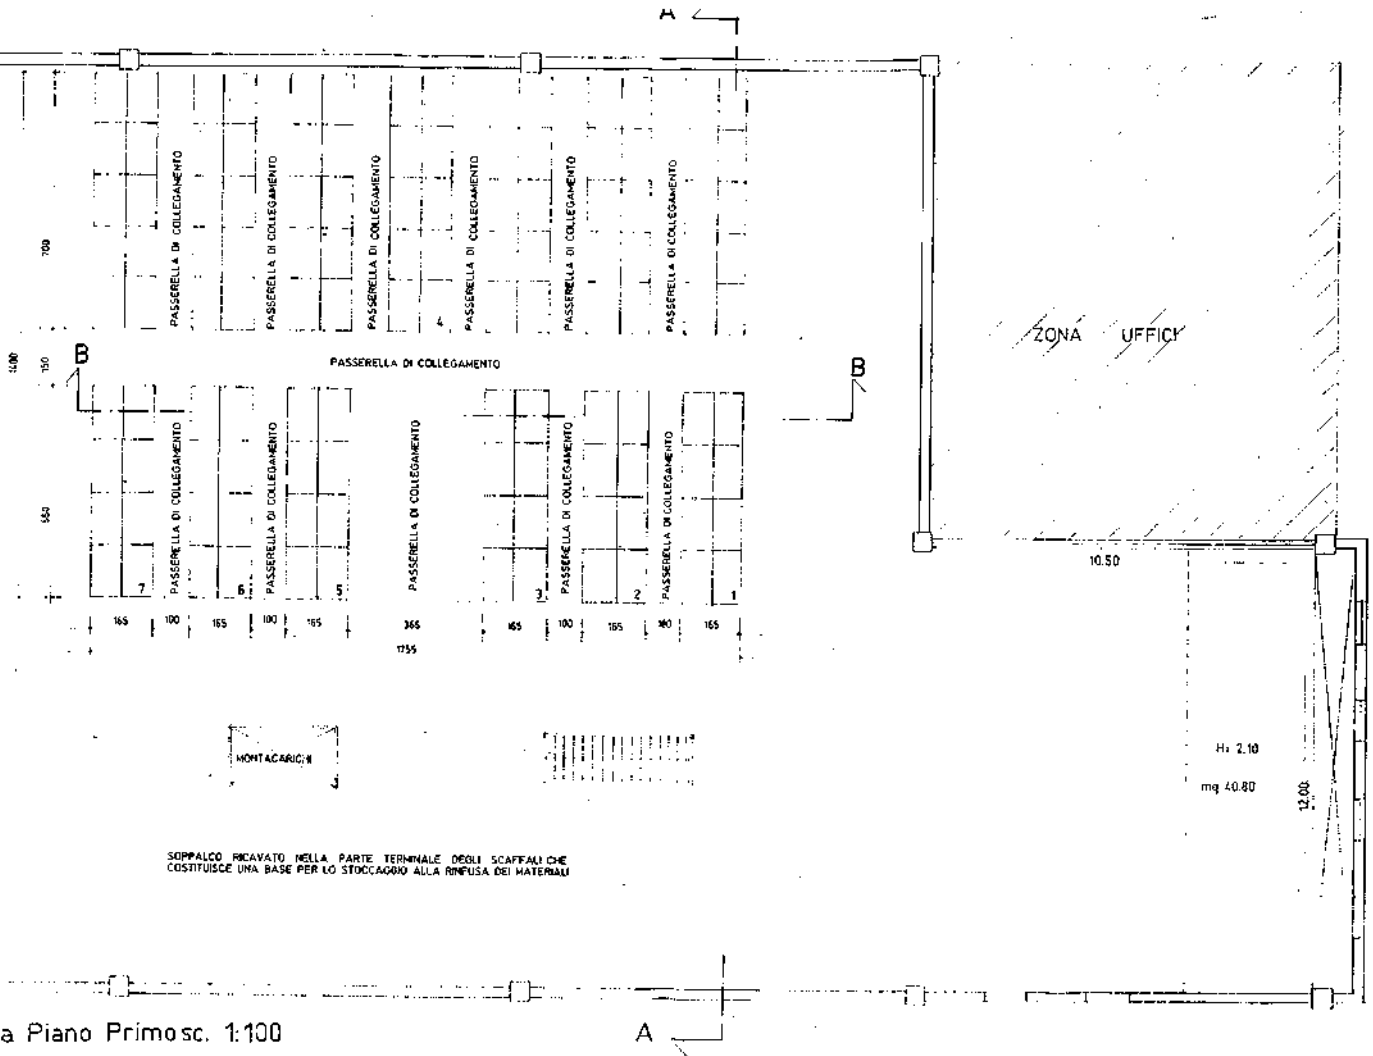 A
PASSERELLA DI COLLEGAMENTO
PASSERELLA DI COLLEGAMENTO
PASSERELLA DI COLLEGAMENTO
PASSERELLA DI COLLEGAMENTO
PASSERELLA DI COLLEGAMENTO
PASSERELLA DI COLLEGAMENTO
700
4
ZONA UFFICI
1400
150
B
PASSERELLA DI COLLEGAMENTO
B
PASSERELLA DI COLLEGAMENTO
PASSERELLA DI COLLEGAMENTO
PASSERELLA DI COLLEGAMENTO
PASSERELLA DI COLLEGAMENTO
PASSERELLA DI COLLEGAMENTO
550
10.50
7 6 5 3 2 1
165 100 165 100 165 365 165 100 165 100 165
1755
MONTACARICHI
H: 2.10
mq 40.80
12.00
SOPPALCO RICAVATO NELLA PARTE TERMINALE DEGLI SCAFFALI CHE
COSTITUISCE UNA BASE PER LO STOCCAGGIO ALLA RINFUSA DEI MATERIALI
a Piano Primo sc. 1:100
A